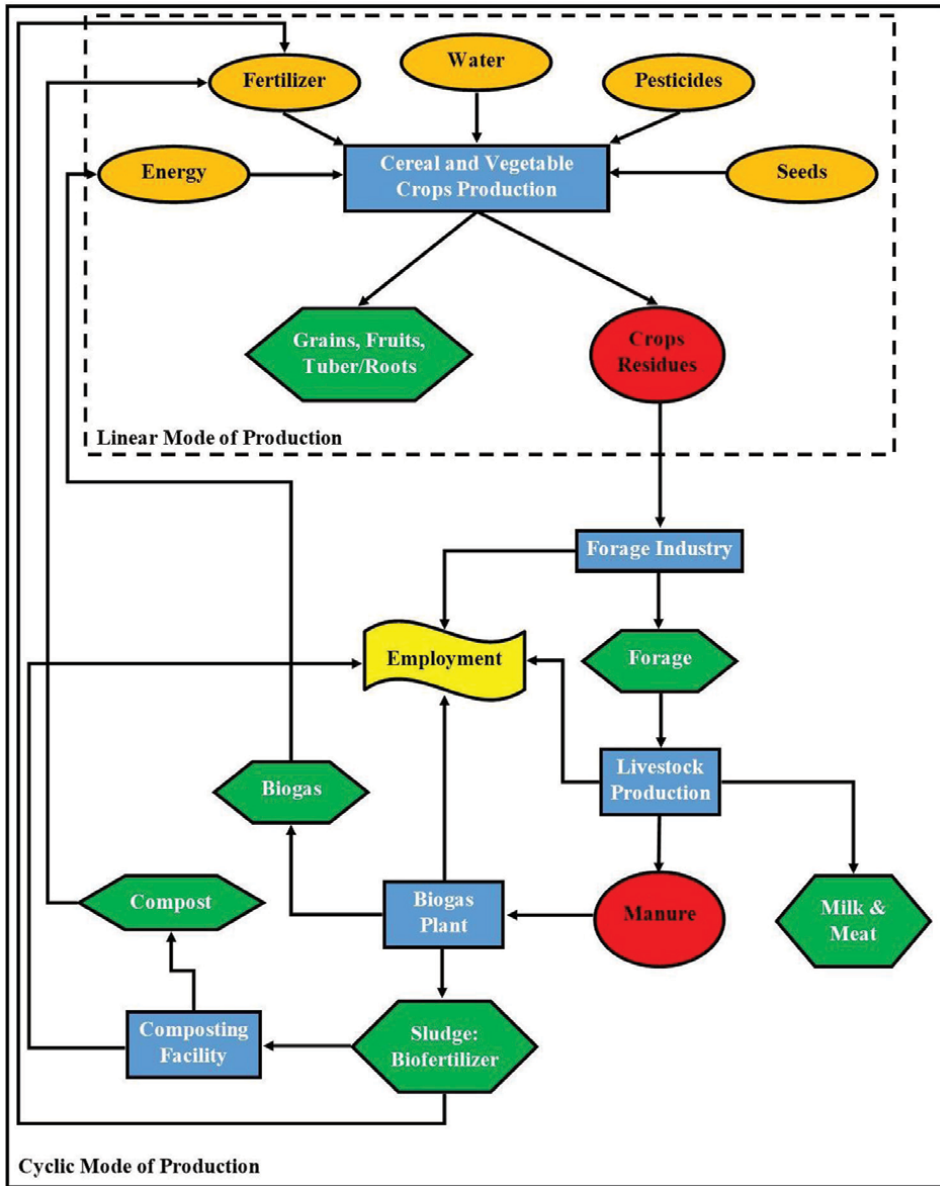 Water
Fertilizer
Pesticides
Cereal and Vegetable
Crops Production
Energy
Seeds
Grains, Fruits,
Tuber/Roots
Crops
Residues
Linear Mode of Production
Forage Industry
Employment
Forage
Livestock
Production
Biogas
Compost
Biogas
Plant
Manure
Milk &
Meat
Composting
Facility
Sludge:
Biofertilizer
Cyclic Mode of Production